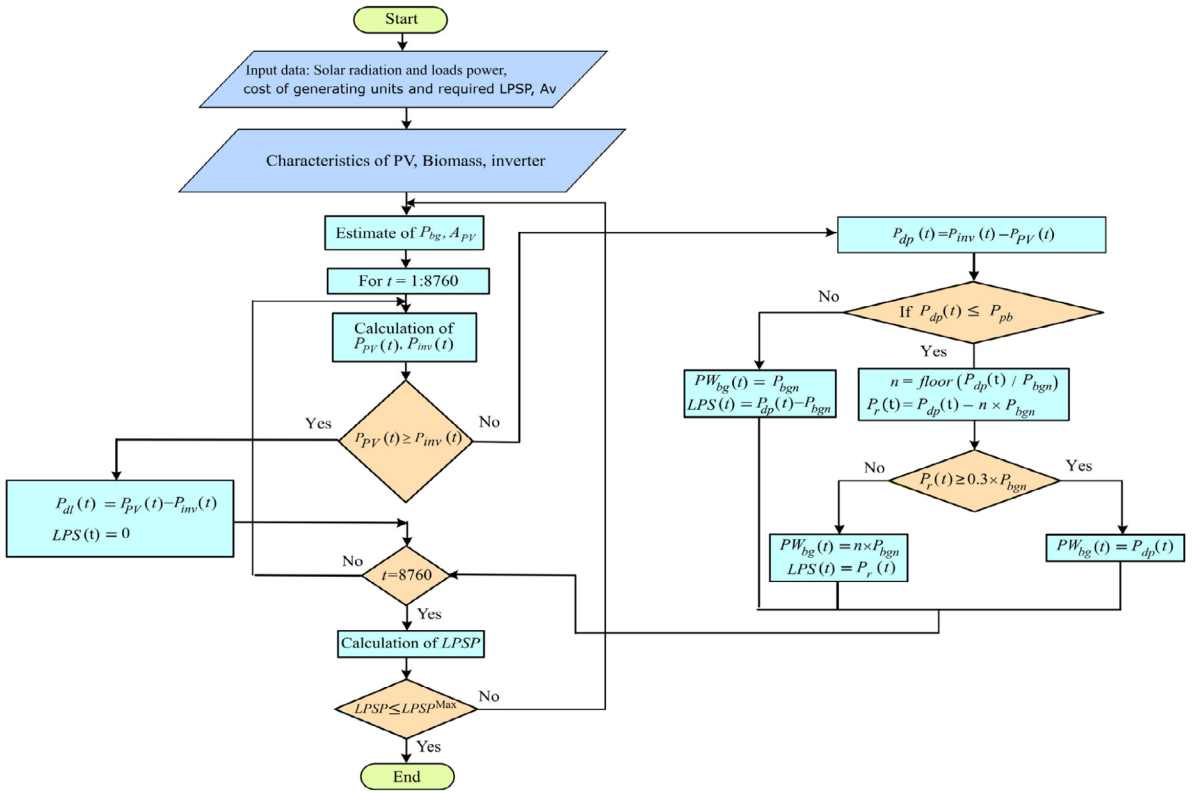 Start
Input data: Solar radiation and loads power,
cost of generating units and required LPSP, Av
Characteristics of PV, Biomass, inverter
Estimate of P_bg, A_PV
For t = 1:8760
Calculation of
P_PV(t), P_inv(t)
P_PV(t) ≥ P_inv(t)
Yes
No
P_dl(t) = P_PV(t)−P_inv(t)
LPS(t) = 0
t=8760
No
Yes
Calculation of LPSP
LPSP≤LPSP^Max
No
Yes
End
P_dp(t)=P_inv(t)−P_PV(t)
If P_dp(t) ≤ P_pb
No
Yes
PW_bg(t) = P_bgn
LPS(t)=P_dp(t)−P_bgn
n = floor(P_dp(t) / P_bgn)
P_r(t)=P_dp(t)− n × P_bgn
P_r(t)≥0.3×P_bgn
No
Yes
PW_bg(t)=n×P_bgn
LPS(t)=P_r(t)
PW_bg(t)=P_dp(t)